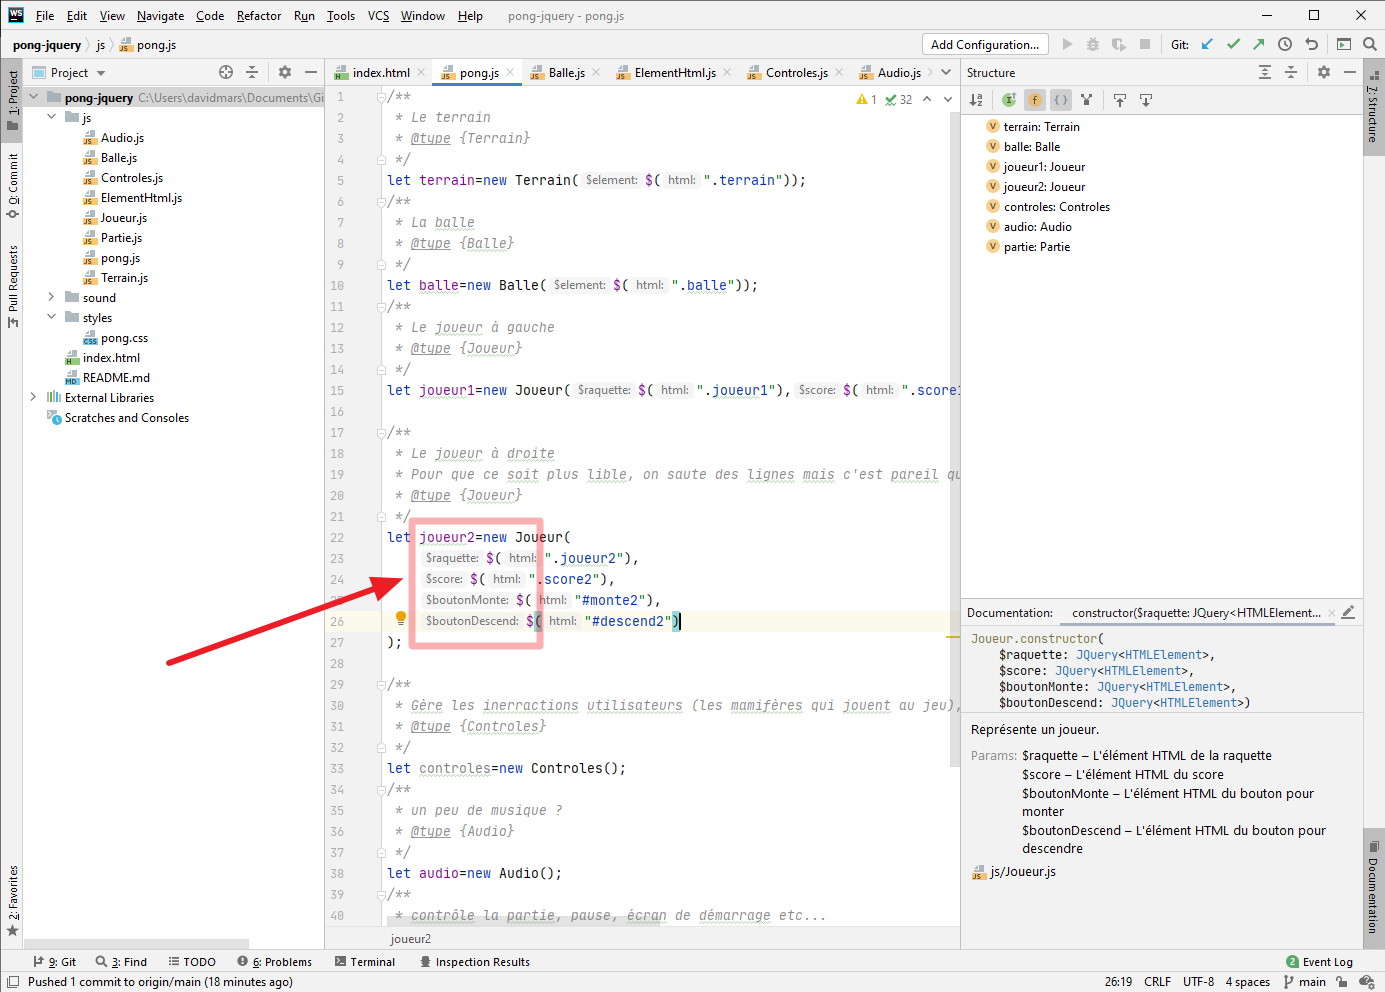 WS File Edit View Navigate Code Refactor Run Tools VCS Window Help pong-jquery - pong.js
pong-jquery js pong.js Add Configuration... Git:
Project
index.html pong.js Balle.js ElementHtml.js Controles.js Audio.js
Structure
1: Project
0: Commit
Pull Requests
2: Favorites
pong-jquery C:\Users\davidmars\Documents\Gi
js
Audio.js
Balle.js
Controles.js
ElementHtml.js
Joueur.js
Partie.js
pong.js
Terrain.js
sound
styles
pong.css
index.html
README.md
External Libraries
Scratches and Consoles
1 32
1 /**
2 * Le terrain
3 * @type {Terrain}
4 */
5 let terrain=new Terrain( $element: $( html: ".terrain"));
6 /**
7 * La balle
8 * @type {Balle}
9 */
10 let balle=new Balle( $element: $( html: ".balle"));
11 /**
12 * Le joueur à gauche
13 * @type {Joueur}
14 */
15 let joueur1=new Joueur( $raquette: $( html: ".joueur1"), $score: $( html: ".score1
16
17 /**
18 * Le joueur à droite
19 * Pour que ce soit plus lible, on saute des lignes mais c'est pareil qu
20 * @type {Joueur}
21 */
22 let joueur2=new Joueur(
23 $raquette: $( html: ".joueur2"),
24 $score: $( html: ".score2"),
25 $boutonMonte: $( html: "#monte2"),
26 $boutonDescend: $( html: "#descend2")
27 );
28
29 /**
30 * Gère les inerractions utilisateurs (les mamifères qui jouent au jeu),
31 * @type {Controles}
32 */
33 let controles=new Controles();
34 /**
35 * un peu de musique ?
36 * @type {Audio}
37 */
38 let audio=new Audio();
39 /**
40 * contrôle la partie, pause, écran de démarrage etc...
joueur2
terrain: Terrain
balle: Balle
joueur1: Joueur
joueur2: Joueur
controles: Controles
audio: Audio
partie: Partie
Documentation: constructor($raquette: JQuery<HTMLElement...
Joueur.constructor(
$raquette: JQuery<HTMLElement>,
$score: JQuery<HTMLElement>,
$boutonMonte: JQuery<HTMLElement>,
$boutonDescend: JQuery<HTMLElement>)
Représente un joueur.
Params: $raquette – L'élément HTML de la raquette
$score – L'élément HTML du score
$boutonMonte – L'élément HTML du bouton pour
monter
$boutonDescend – L'élément HTML du bouton pour
descendre
js/Joueur.js
7: Structure
Documentation
9: Git 3: Find TODO 6: Problems Terminal Inspection Results 2 Event Log
Pushed 1 commit to origin/main (18 minutes ago) 26:19 CRLF UTF-8 4 spaces main